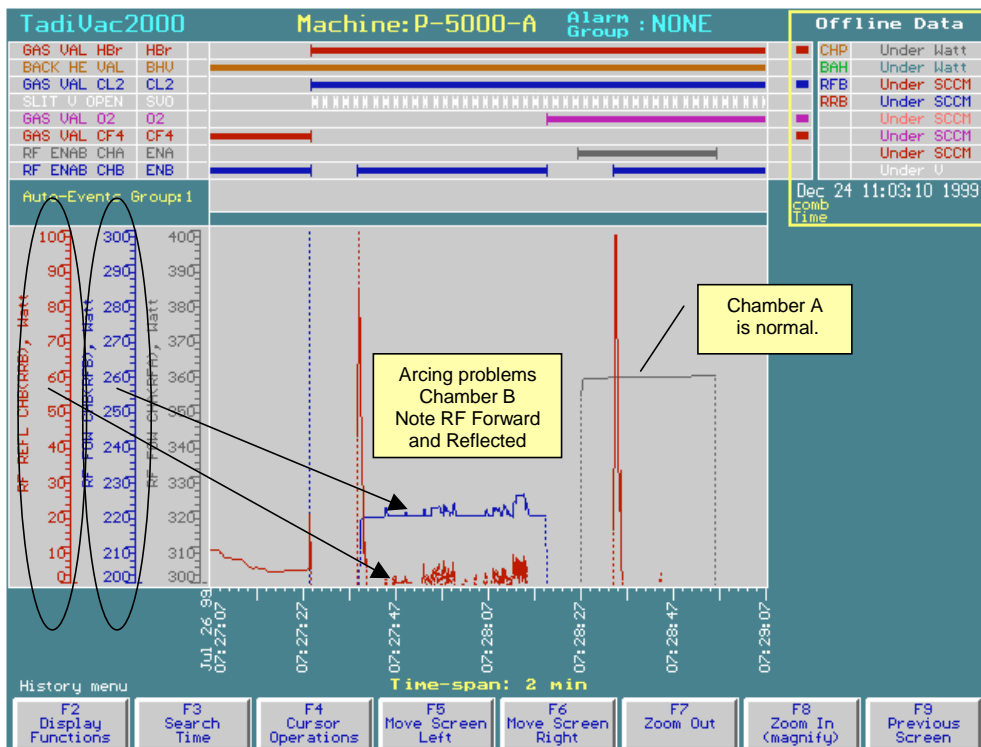 TadiVac2000 Machine:P-5000-A Alarm Group :NONE Offline Data
GAS VAL HBr HBr
BACK HE VAL BHV
GAS VAL CL2 CL2
SLIT V OPEN SVO
GAS VAL O2 O2
GAS VAL CF4 CF4
RF ENAB CHA ENA
RF ENAB CHB ENB
CHP Under Watt
BAH Under Watt
RFB Under SCCM
RRB Under SCCM
Under SCCM
Under SCCM
Under SCCM
Under V
Auto-Events Group:1
Dec 24 11:03:10 1999
comb
Time
RF REFL CHB(RRB), Watt
100
90
80
70
60
50
40
30
20
10
0
RF FOW CHB(RFB), Watt
300
290
280
270
260
250
240
230
220
210
200
RF FOW CHA(RFA), Watt
400
390
380
370
360
350
340
330
320
310
300
Arcing problems
Chamber B
Note RF Forward
and Reflected
Chamber A
is normal.
Jul 26 99
07:27:07
07:27:27
07:27:47
07:28:07
07:28:27
07:28:47
07:29:07
History menu
Time-span: 2 min
F2
Display
Functions
F3
Search
Time
F4
Cursor
Operations
F5
Move Screen
Left
F6
Move Screen
Right
F7
Zoom Out
F8
Zoom In
(magnify)
F9
Previous
Screen